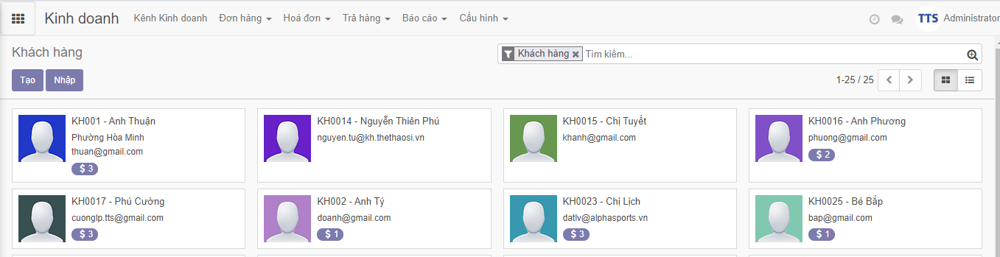 Kinh doanh Kênh Kinh doanh Đơn hàng Hoá đơn Trả hàng Báo cáo Cấu hình TTS Administrator
Khách hàng Khách hàng Tìm kiếm...
Tạo Nhập 1-25 / 25
KH001 - Anh Thuận
Phường Hòa Minh
thuan@gmail.com
$ 3
KH0014 - Nguyễn Thiên Phú
nguyen.tu@kh.thethaosi.vn
KH0015 - Chị Tuyết
khanh@gmail.com
KH0016 - Anh Phương
phuong@gmail.com
$ 2
KH0017 - Phú Cường
cuonglp.tts@gmail.com
$ 3
KH002 - Anh Tý
doanh@gmail.com
$ 1
KH0023 - Chị Lịch
datlv@alphasports.vn
$ 3
KH0025 - Bé Bắp
bap@gmail.com
$ 1